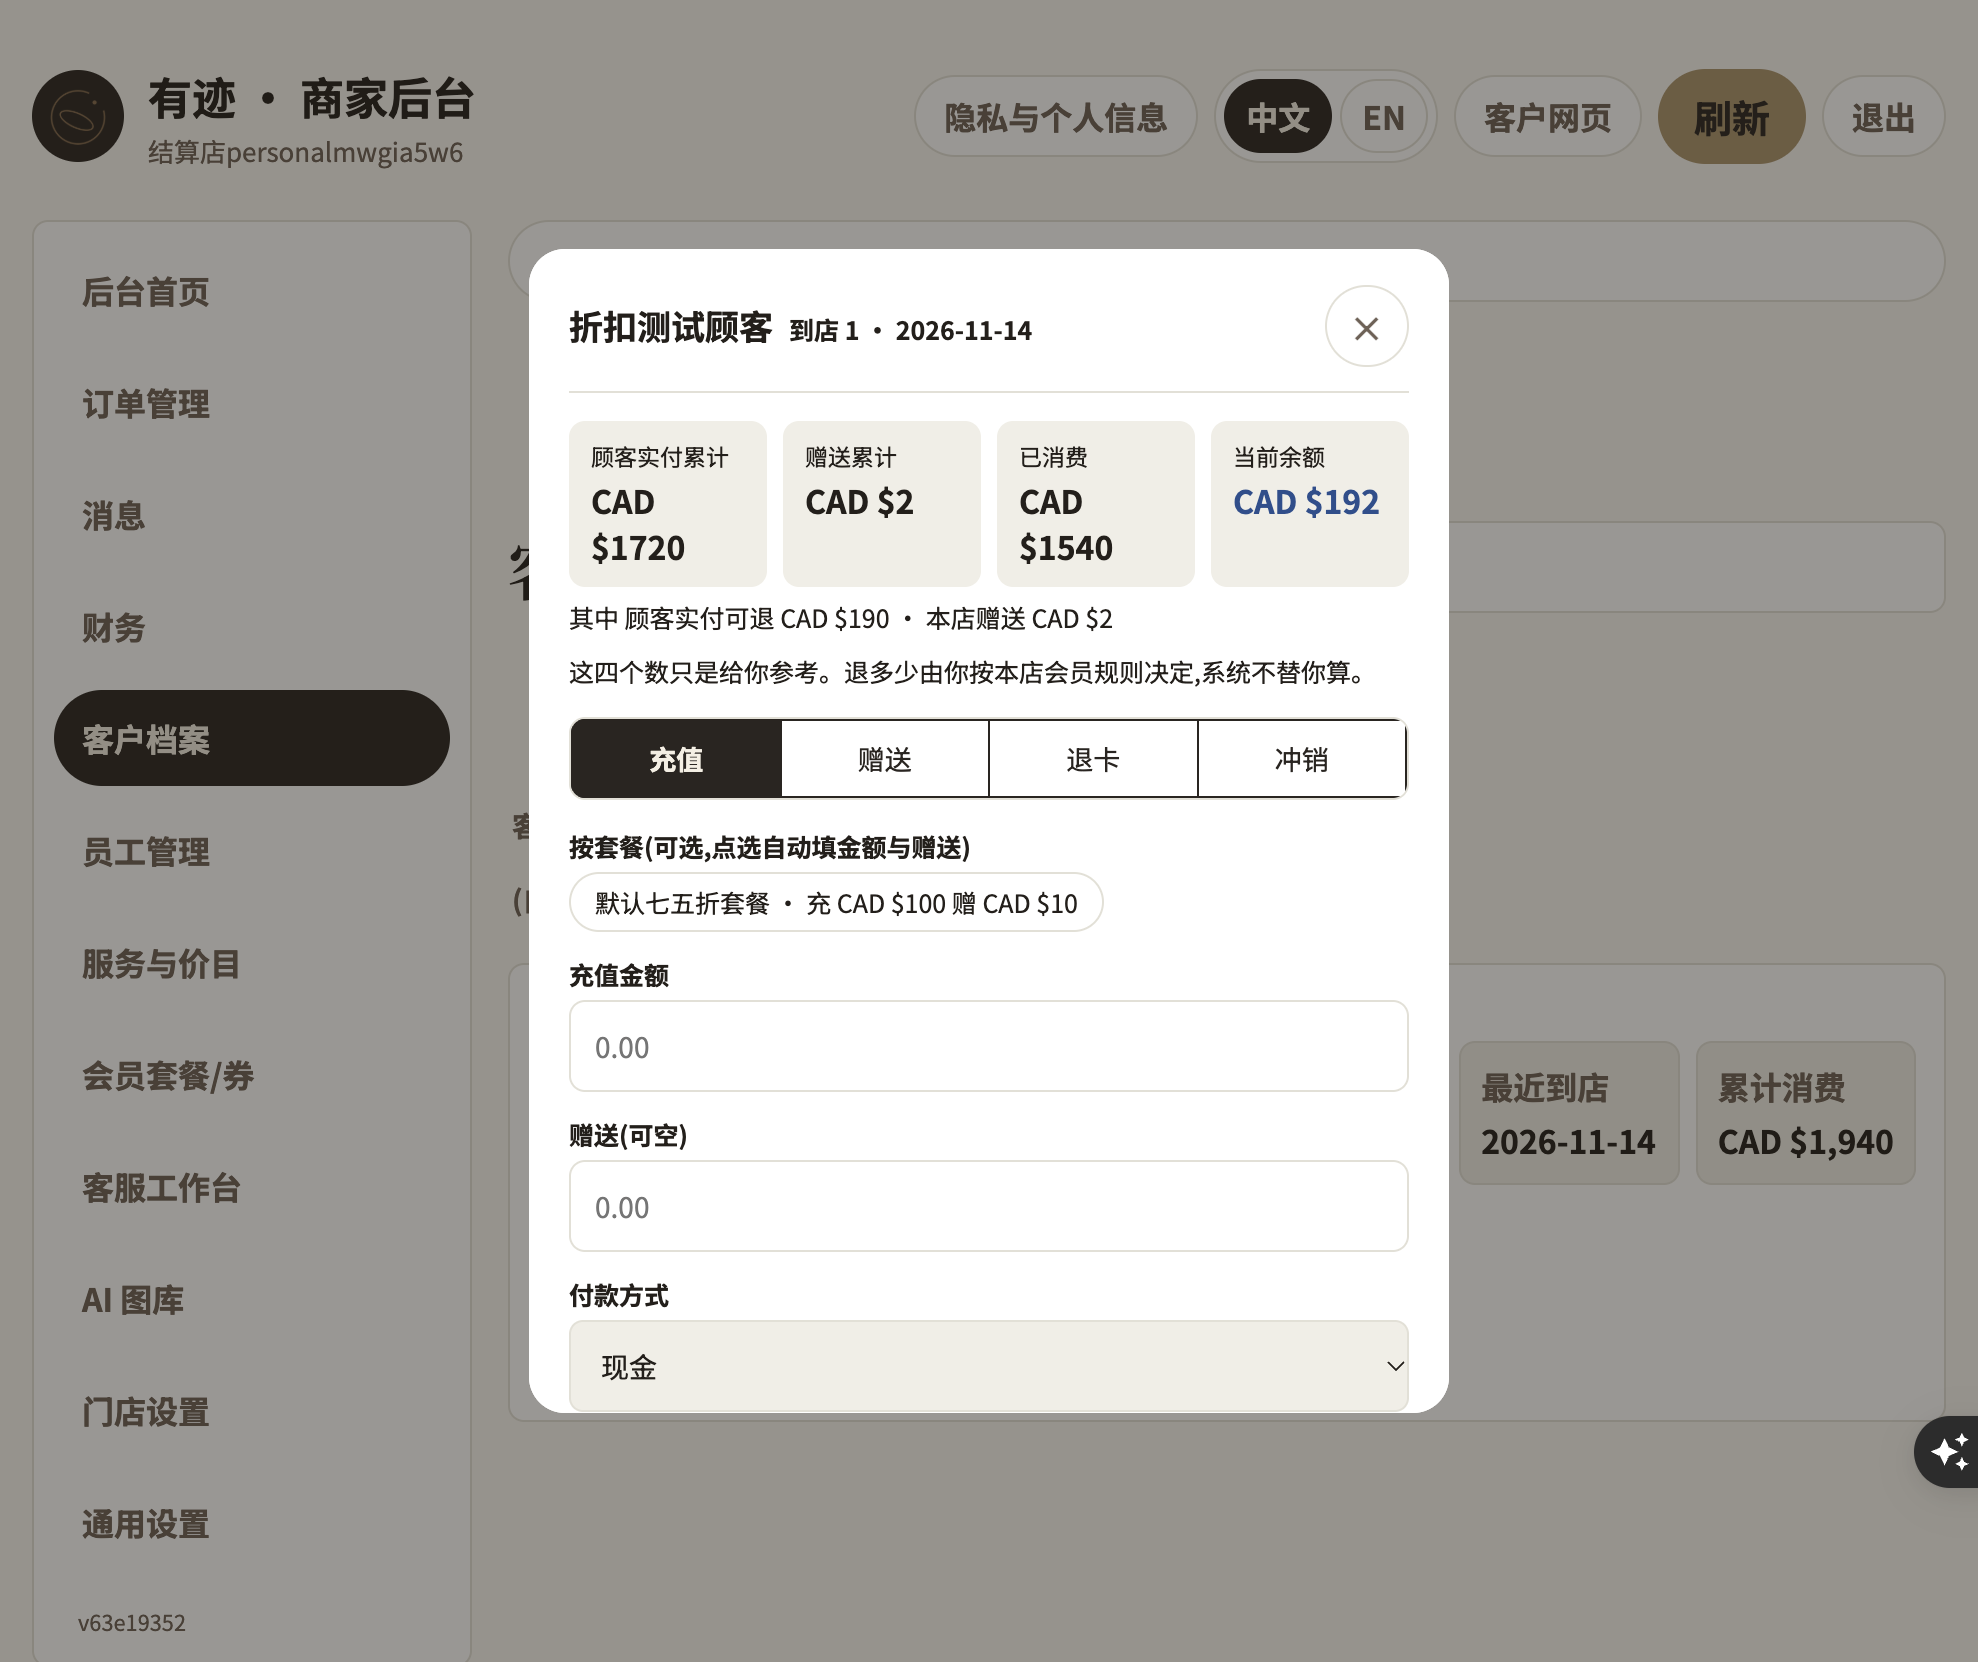 有迹 · 商家后台
结算店personalmwgia5w6
隐私与个人信息
中文
EN
客户网页
刷新
退出
后台首页
订单管理
消息
财务
客户档案
员工管理
服务与价目
会员套餐/券
客服工作台
AI 图库
门店设置
通用设置
v63e19352
折扣测试顾客 到店 1 · 2026-11-14
顾客实付累计
CAD
$1720
赠送累计
CAD $2
已消费
CAD
$1540
当前余额
CAD $192
其中 顾客实付可退 CAD $190 · 本店赠送 CAD $2
这四个数只是给你参考。退多少由你按本店会员规则决定,系统不替你算。
充值
赠送
退卡
冲销
按套餐(可选,点选自动填金额与赠送)
默认七五折套餐 · 充 CAD $100 赠 CAD $10
充值金额
0.00
赠送(可空)
0.00
付款方式
现金
最近到店
2026-11-14
累计消费
CAD $1,940